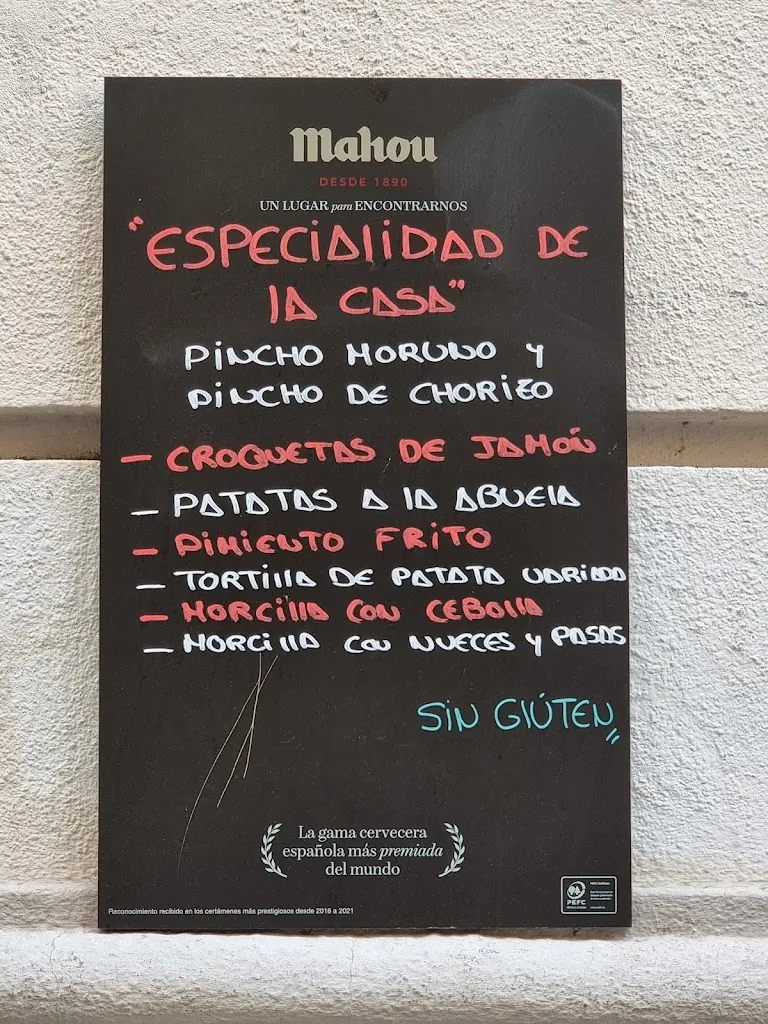 Mahou
DESDE 1890
UN LUGAR para ENCONTRARNOS
"ESPECIALIDAD DE
LA CASA"
PINCHO MORUNO Y
PINCHO DE CHORIZO
- CROQUETAS DE JAMÓN
- PATATAS A LA ABUELA
- PIMIENTO FRITO
- TORTILLA DE PATATA VARIADA
- MORCILLA CON CEBOLLA
- MORCILLA CON NUECES Y PASAS
SIN GLÚTEN"
La gama cervecera
española más premiada
del mundo
Reconocimiento recibido en los certámenes más prestigiosos desde 2018 a 2021
PEFC